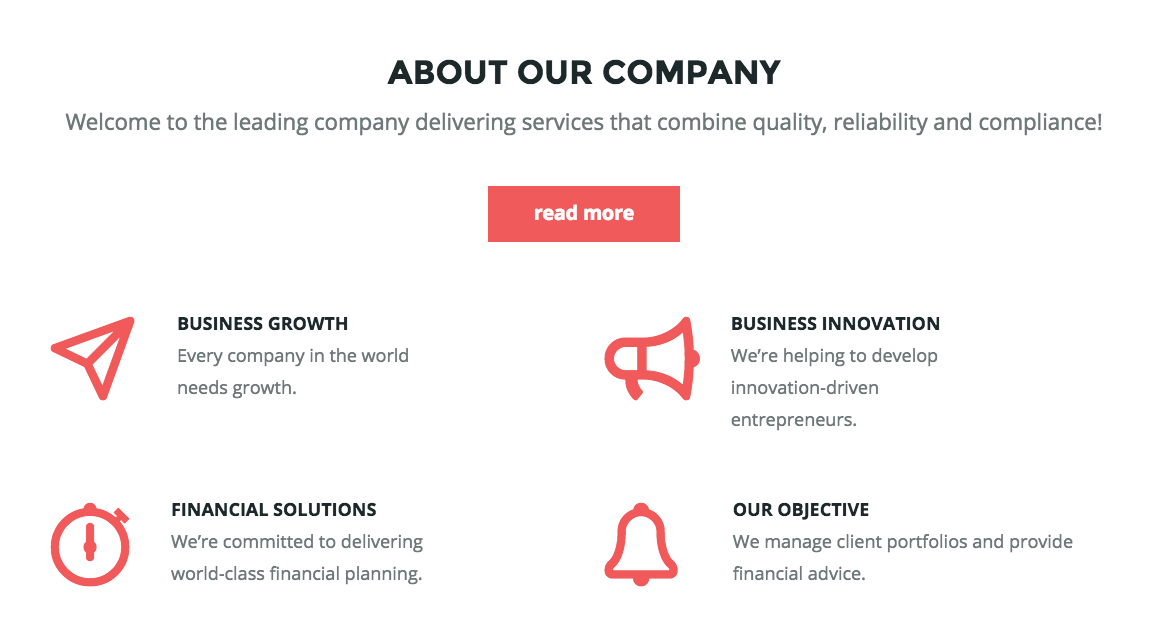 ABOUT OUR COMPANY
Welcome to the leading company delivering services that combine quality, reliability and compliance!
read more
BUSINESS GROWTH
Every company in the world
needs growth.
BUSINESS INNOVATION
We’re helping to develop
innovation-driven
entrepreneurs.
FINANCIAL SOLUTIONS
We’re committed to delivering
world-class financial planning.
OUR OBJECTIVE
We manage client portfolios and provide
financial advice.